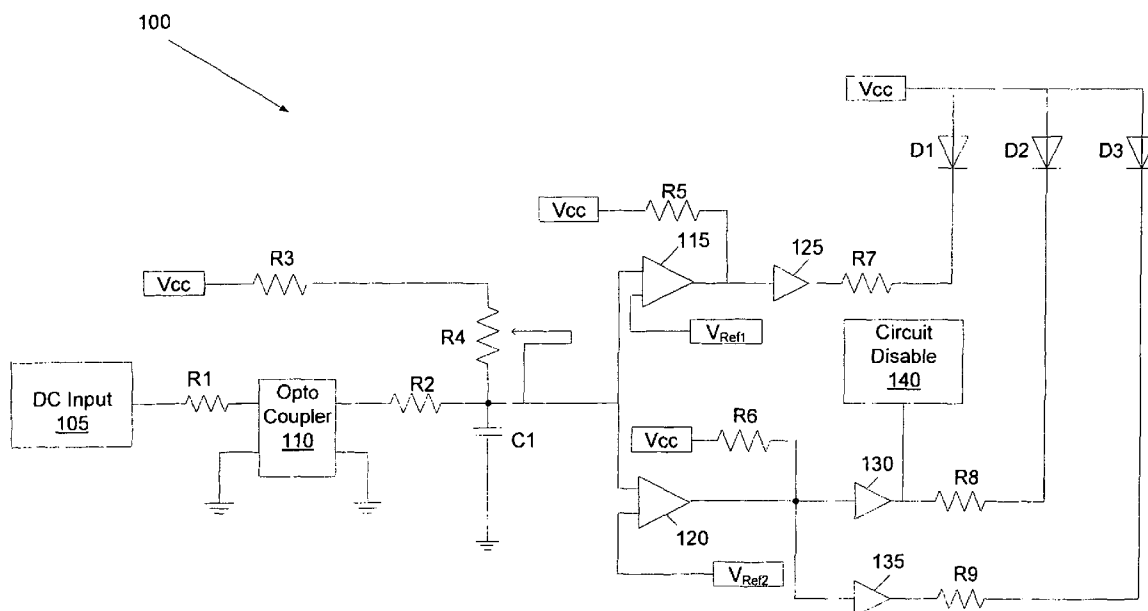 100
Vcc
D1
D2
D3
R5
Vcc
115
125
R7
R3
Vcc
R4
VRef1
Circuit
Disable
140
DC Input
105
R1
Opto
Coupler
110
R2
C1
R6
Vcc
130
R8
120
135
R9
VRef2